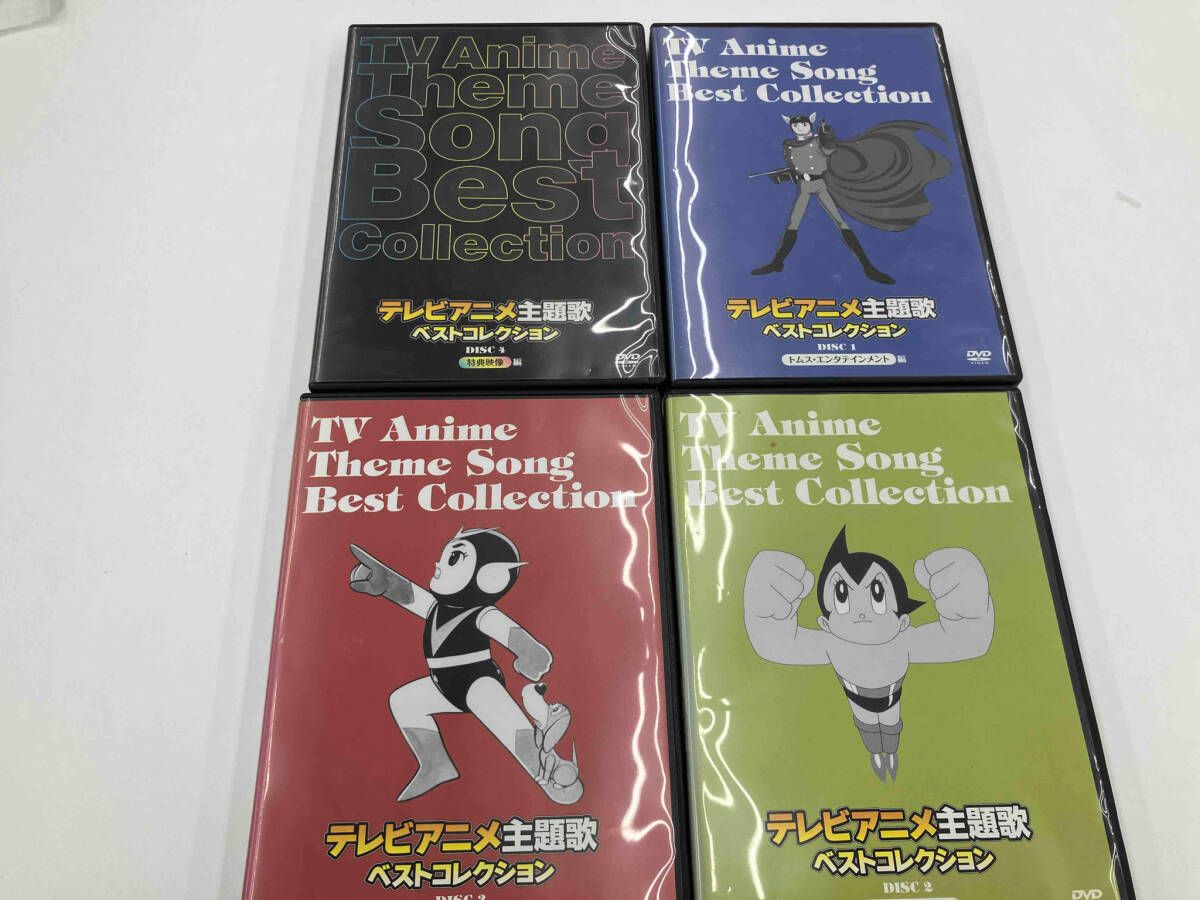 TV Anime
Theme
Song
Best
Collection
テレビアニメ主題歌
ベストコレクション
DISC 4
特典映像 編
DVD
TV Anime
Theme Song
Best Collection
テレビアニメ主題歌
ベストコレクション
DISC 1
トムス・エンタテインメント 編
DVD
VIDEO
TV Anime
Theme Song
Best Collection
テレビアニメ主題歌
ベストコレクション
DISC 3
TV Anime
Theme Song
Best Collection
テレビアニメ主題歌
ベストコレクション
DISC 2
DVD